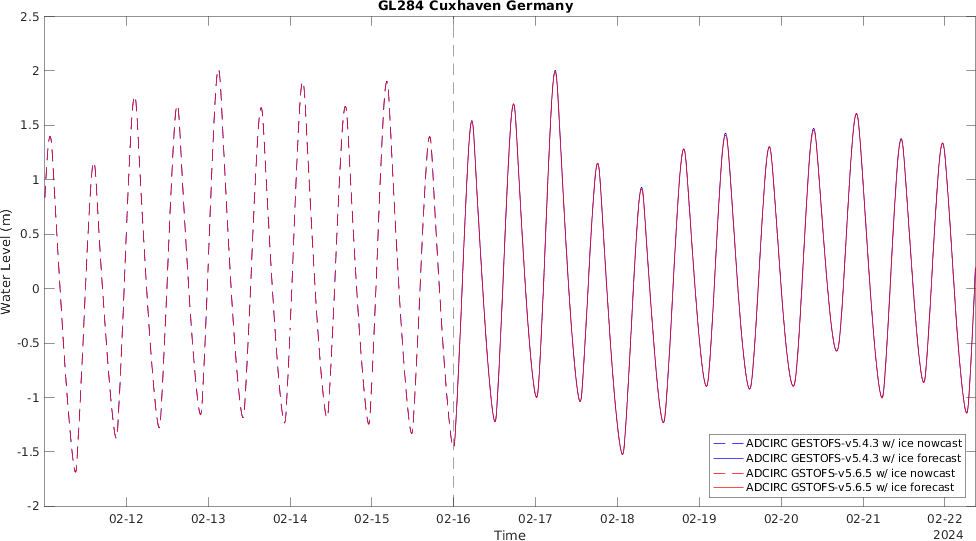 GL284 Cuxhaven Germany
2.5
2
1.5
1
0.5
0
-0.5
-1
-1.5
-2
Water Level (m)
02-12 02-13 02-14 02-15 02-16 02-17 02-18 02-19 02-20 02-21 02-22
Time
2024
ADCIRC GESTOFS-v5.4.3 w/ ice nowcast
ADCIRC GESTOFS-v5.4.3 w/ ice forecast
ADCIRC GSTOFS-v5.6.5 w/ ice nowcast
ADCIRC GSTOFS-v5.6.5 w/ ice forecast